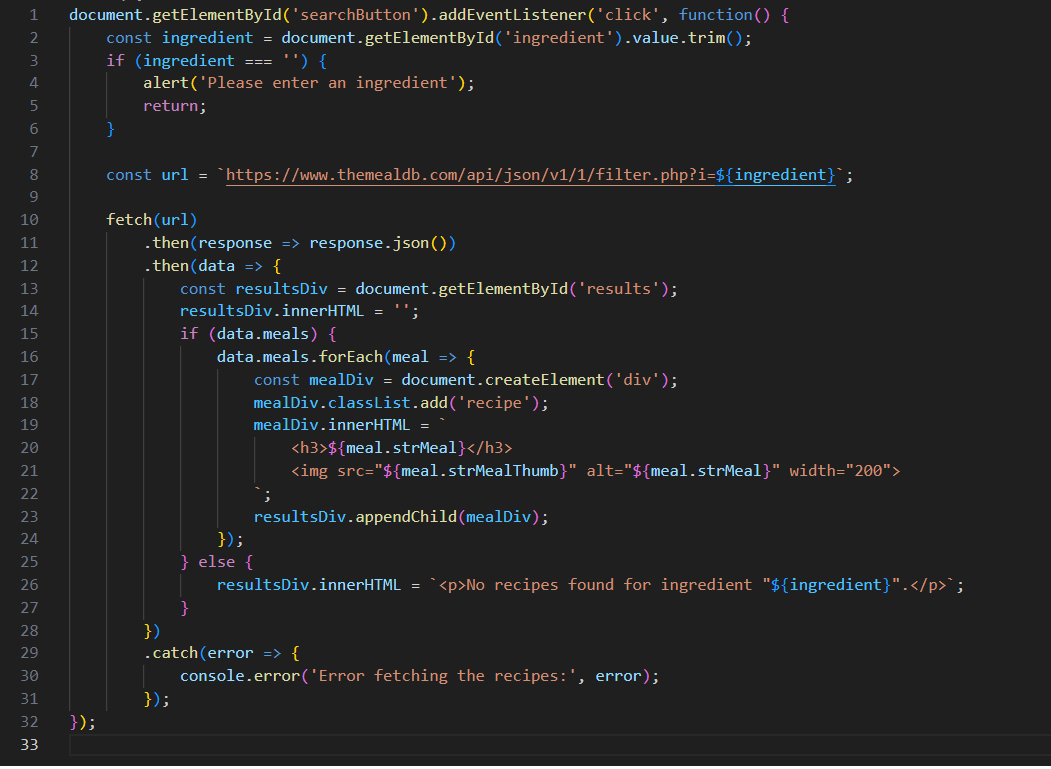 1 document.getElementById('searchButton').addEventListener('click', function() {
2     const ingredient = document.getElementById('ingredient').value.trim();
3     if (ingredient === '') {
4         alert('Please enter an ingredient');
5         return;
6     }
7
8     const url = `https://www.themealdb.com/api/json/v1/1/filter.php?i=${ingredient}`;
9
10     fetch(url)
11         .then(response => response.json())
12         .then(data => {
13             const resultsDiv = document.getElementById('results');
14             resultsDiv.innerHTML = '';
15             if (data.meals) {
16                 data.meals.forEach(meal => {
17                     const mealDiv = document.createElement('div');
18                     mealDiv.classList.add('recipe');
19                     mealDiv.innerHTML = `
20                         <h3>${meal.strMeal}</h3>
21                         <img src="${meal.strMealThumb}" alt="${meal.strMeal}" width="200">
22                     `;
23                     resultsDiv.appendChild(mealDiv);
24                 });
25             } else {
26                 resultsDiv.innerHTML = `<p>No recipes found for ingredient "${ingredient}".</p>`;
27             }
28         })
29         .catch(error => {
30             console.error('Error fetching the recipes:', error);
31         });
32 });
33